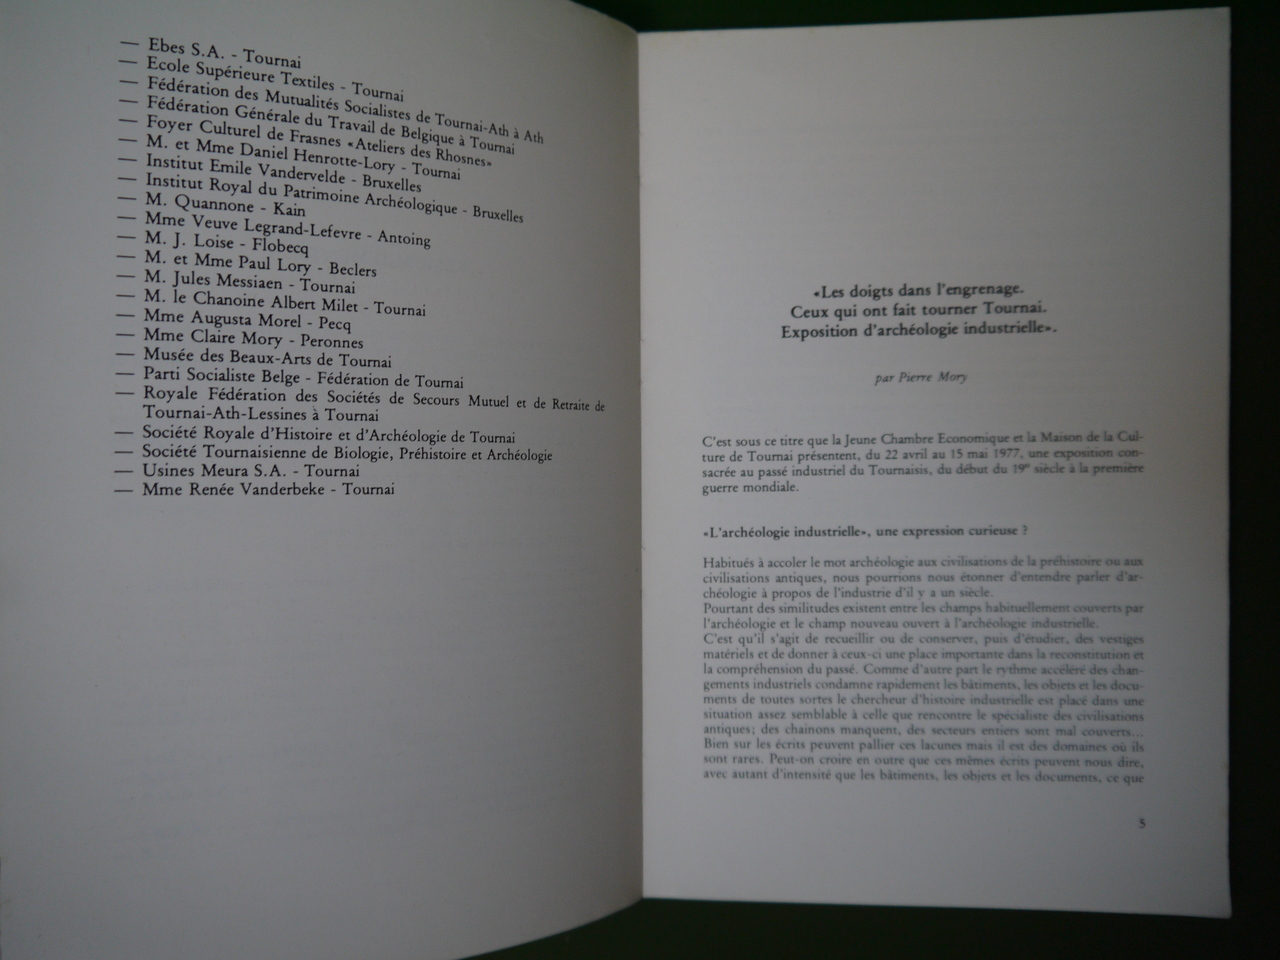 — Ebes S.A. - Tournai
— Ecole Supérieure Textiles - Tournai
— Fédération des Mutualités Socialistes de Tournai-Ath à Ath
— Fédération Générale du Travail de Belgique à Tournai
— Foyer Culturel de Frasnes «Ateliers des Rhosnes»
— M. et Mme Daniel Henrotte-Lory - Tournai
— Institut Emile Vandervelde - Bruxelles
— Institut Royal du Patrimoine Archéologique - Bruxelles
— M. Quannone - Kain
— Mme Veuve Legrand-Lefevre - Antoing
— M. J. Loise - Flobecq
— M. et Mme Paul Lory - Beclers
— M. Jules Messiaen - Tournai
— M. le Chanoine Albert Milet - Tournai
— Mme Augusta Morel - Pecq
— Mme Claire Mory - Peronnes
— Musée des Beaux-Arts de Tournai
— Parti Socialiste Belge - Fédération de Tournai
— Royale Fédération des Sociétés de Secours Mutuel et de Retraite de
Tournai-Ath-Lessines à Tournai
— Société Royale d'Histoire et d'Archéologie de Tournai
— Société Tournaisienne de Biologie, Préhistoire et Archéologie
— Usines Meura S.A. - Tournai
— Mme Renée Vanderbeke - Tournai
«Les doigts dans l'engrenage.
Ceux qui ont fait tourner Tournai.
Exposition d'archéologie industrielle».
par Pierre Mory
C'est sous ce titre que la Jeune Chambre Economique et la Maison de la Cul-
ture de Tournai présentent, du 22 avril au 15 mai 1977, une exposition con-
sacrée au passé industriel du Tournaisis, du début du 19e siècle à la première
guerre mondiale.
«L'archéologie industrielle», une expression curieuse ?
Habitués à accoler le mot archéologie aux civilisations de la préhistoire ou aux
civilisations antiques, nous pourrions nous étonner d'entendre parler d'ar-
chéologie à propos de l'industrie d'il y a un siècle.
Pourtant des similitudes existent entre les champs habituellement couverts par
l'archéologie et le champ nouveau ouvert à l'archéologie industrielle.
C'est qu'il s'agit de recueillir ou de conserver, puis d'étudier, des vestiges
matériels et de donner à ceux-ci une place importante dans la reconstitution et
la compréhension du passé. Comme d'autre part le rythme accéléré des chan-
gements industriels condamne rapidement les bâtiments, les objets et les docu-
ments de toutes sortes le chercheur d'histoire industrielle est placé dans une
situation assez semblable à celle que rencontre le spécialiste des civilisations
antiques; des chainons manquent, des secteurs entiers sont mal couverts...
Bien sur les écrits peuvent pallier ces lacunes mais il est des domaines où ils
sont rares. Peut-on croire en outre que ces mêmes écrits peuvent nous dire,
avec autant d'intensité que les bâtiments, les objets et les documents, ce que
5